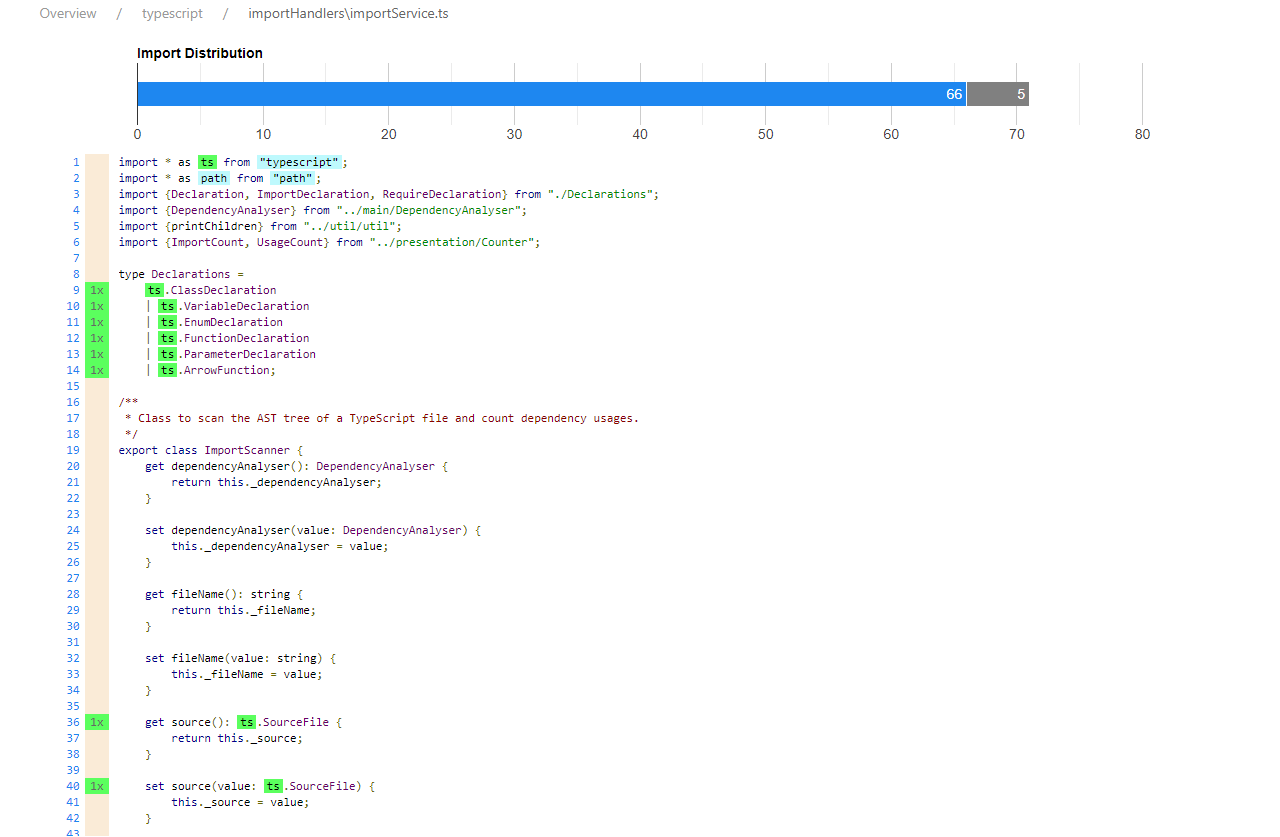 Overview / typescript / importHandlers\importService.ts
Import Distribution
66 5
0 10 20 30 40 50 60 70 80
1 import * as ts from "typescript";
2 import * as path from "path";
3 import {Declaration, ImportDeclaration, RequireDeclaration} from "./Declarations";
4 import {DependencyAnalyser} from "../main/DependencyAnalyser";
5 import {printChildren} from "../util/util";
6 import {ImportCount, UsageCount} from "../presentation/Counter";
7
8 type Declarations =
9 1x ts.ClassDeclaration
10 1x | ts.VariableDeclaration
11 1x | ts.EnumDeclaration
12 1x | ts.FunctionDeclaration
13 1x | ts.ParameterDeclaration
14 1x | ts.ArrowFunction;
15
16 /**
17 * Class to scan the AST tree of a TypeScript file and count dependency usages.
18 */
19 export class ImportScanner {
20 get dependencyAnalyser(): DependencyAnalyser {
21 return this._dependencyAnalyser;
22 }
23
24 set dependencyAnalyser(value: DependencyAnalyser) {
25 this._dependencyAnalyser = value;
26 }
27
28 get fileName(): string {
29 return this._fileName;
30 }
31
32 set fileName(value: string) {
33 this._fileName = value;
34 }
35
36 1x get source(): ts.SourceFile {
37 return this._source;
38 }
39
40 1x set source(value: ts.SourceFile) {
41 this._source = value;
42 }
43